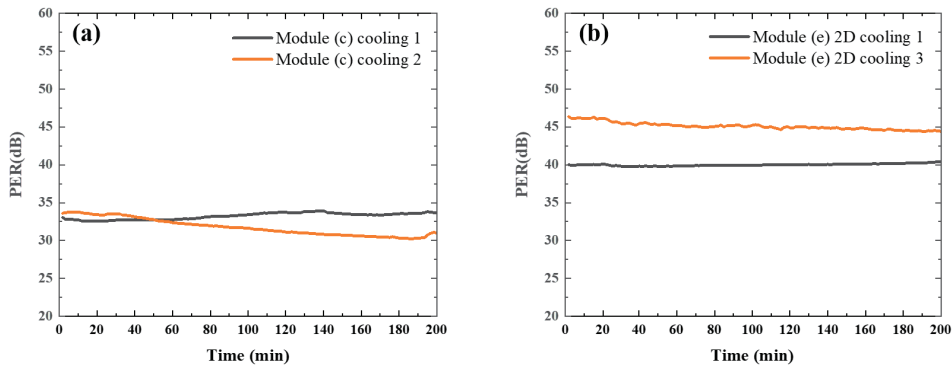 (a)
Module (c) cooling 1
Module (c) cooling 2
PER(dB)
60
55
50
45
40
35
30
25
20
0 20 40 60 80 100 120 140 160 180 200
Time (min)
(b)
Module (e) 2D cooling 1
Module (e) 2D cooling 3
PER(dB)
60
55
50
45
40
35
30
25
20
0 20 40 60 80 100 120 140 160 180 200
Time (min)